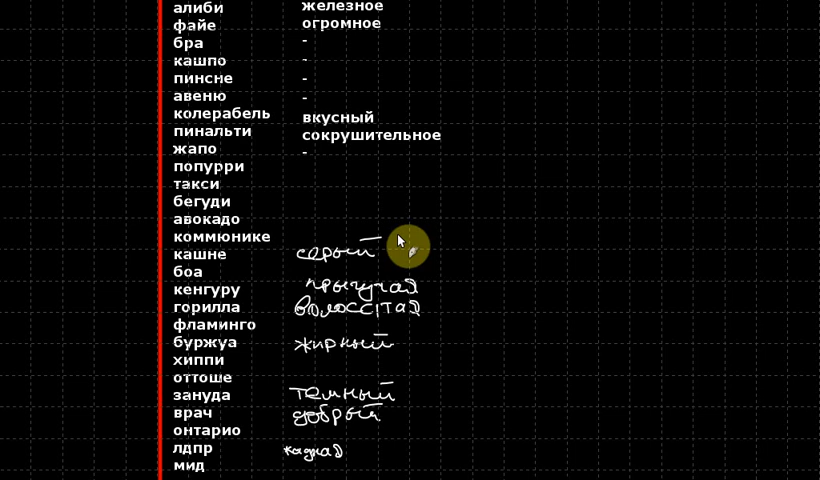 алиби железное
файе огромное
бра -
кашпо -
пинсне -
авеню -
колерабель вкусный
пинальти сокрушительное
жапо -
попурри
такси
бегуди
авокадо
коммюнике
кашне серый
боа
кенгуру прыгучая
горилла волосстая
фламинго
буржуа жирный
хиппи
оттоше
зануда темный
врач добрый
онтарио
лдпр
мид